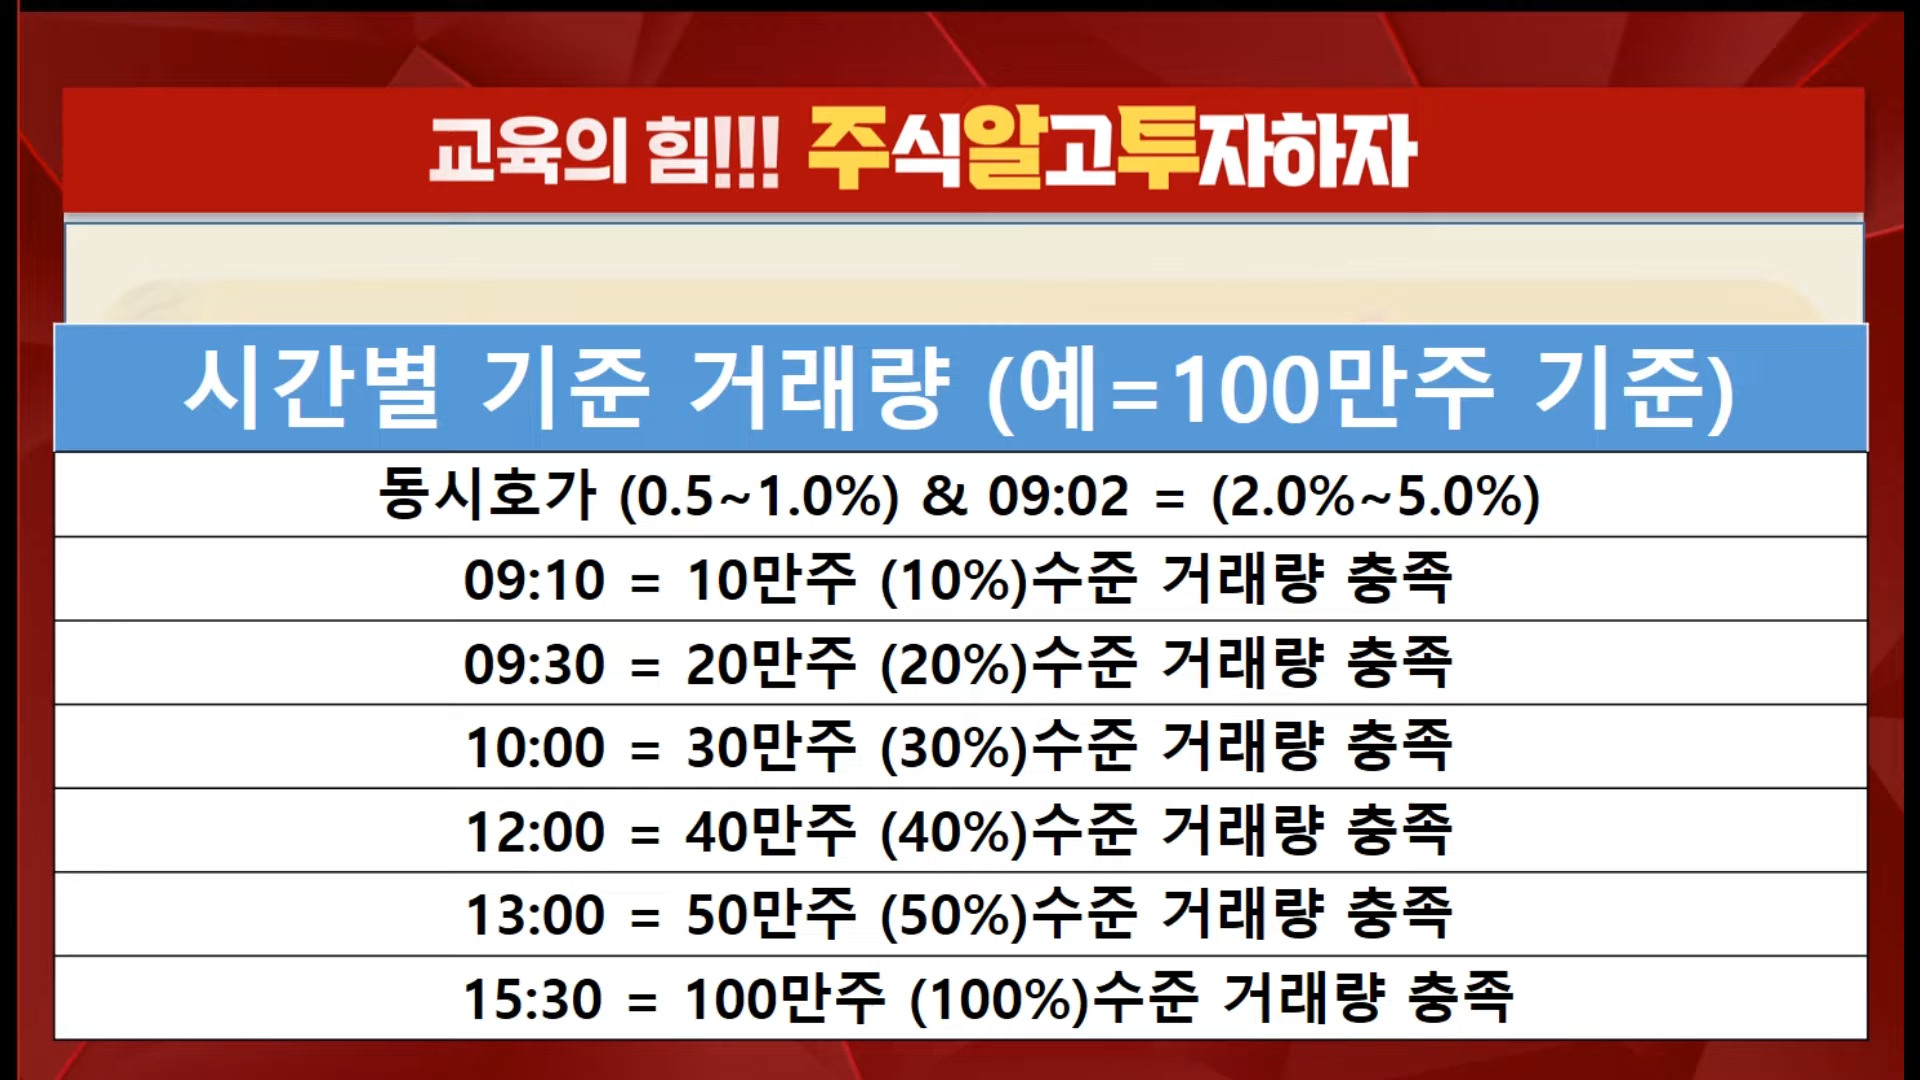 교육의 힘!!! 주식알고투자하자
시간별 기준 거래량 (예=100만주 기준)
동시호가 (0.5~1.0%) & 09:02 = (2.0%~5.0%)
09:10 = 10만주 (10%)수준 거래량 충족
09:30 = 20만주 (20%)수준 거래량 충족
10:00 = 30만주 (30%)수준 거래량 충족
12:00 = 40만주 (40%)수준 거래량 충족
13:00 = 50만주 (50%)수준 거래량 충족
15:30 = 100만주 (100%)수준 거래량 충족